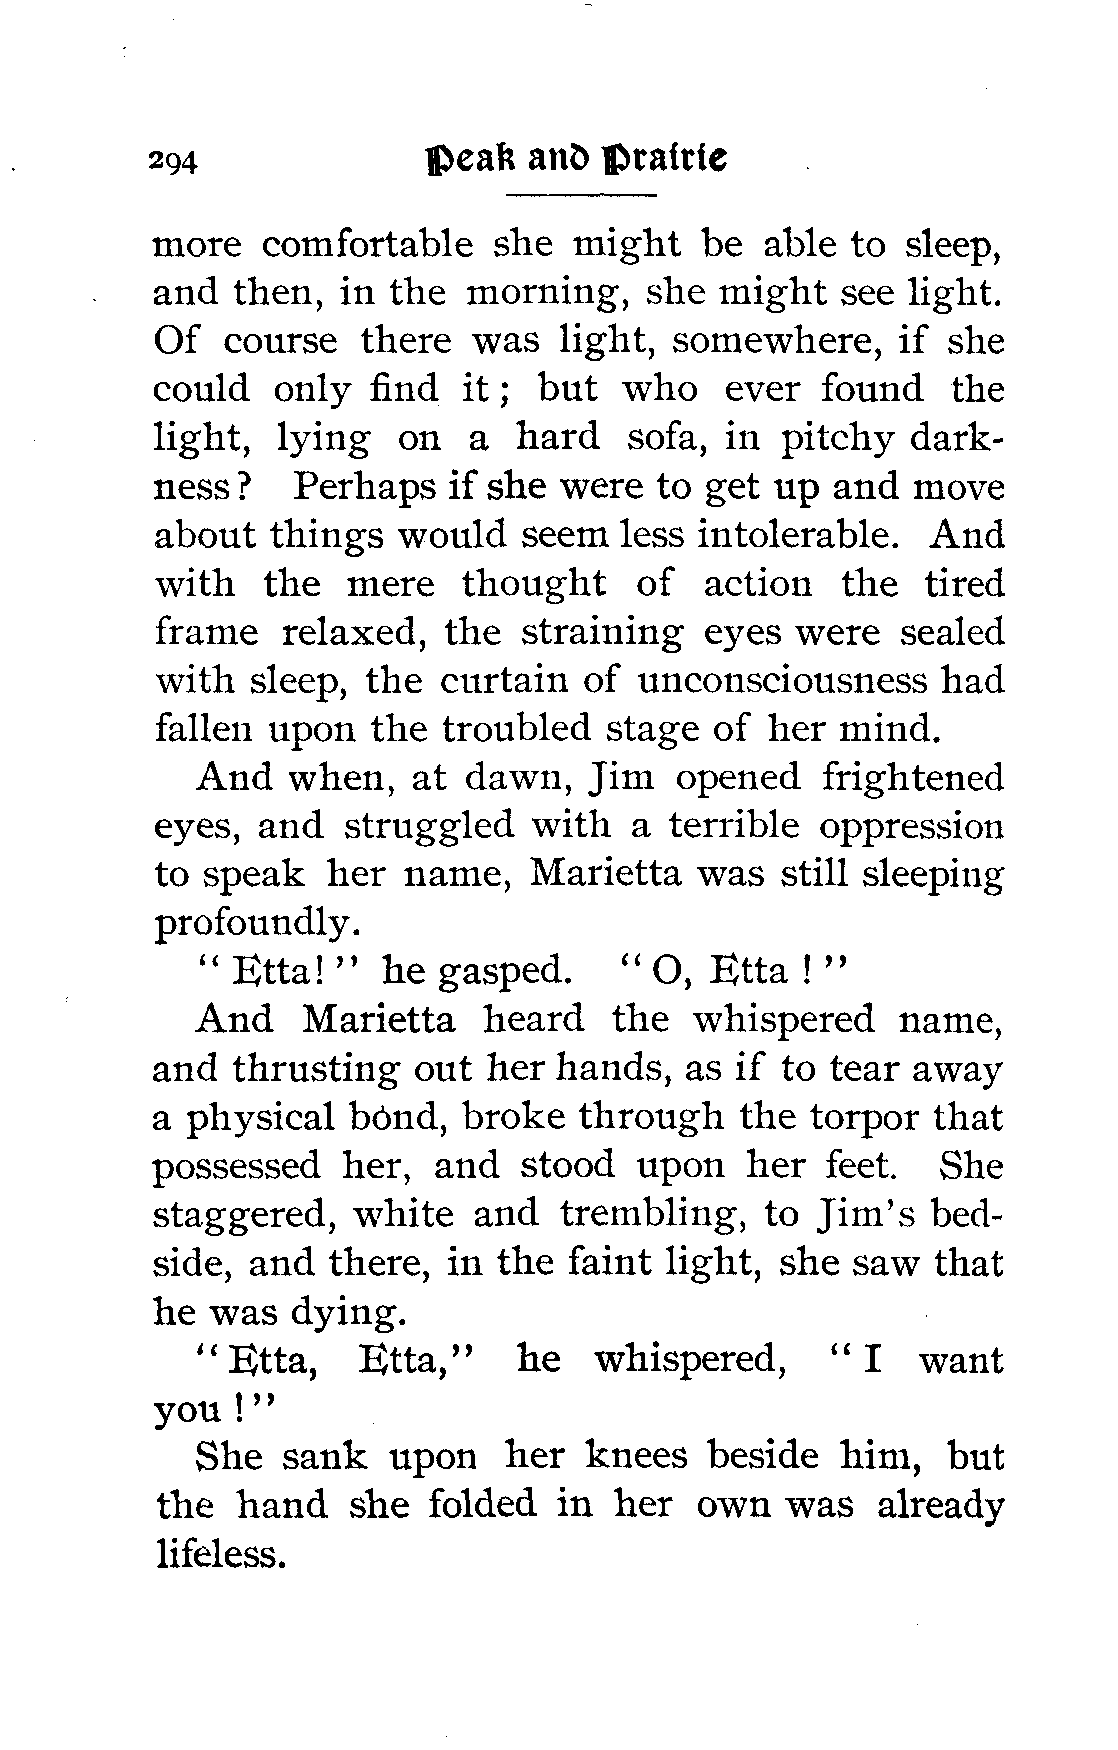 294 Peak and Prairie
more comfortable she might be able to sleep,
and then, in the morning, she might see light.
Of course there was light, somewhere, if she
could only find it ; but who ever found the
light, lying on a hard sofa, in pitchy dark-
ness ? Perhaps if she were to get up and move
about things would seem less intolerable. And
with the mere thought of action the tired
frame relaxed, the straining eyes were sealed
with sleep, the curtain of unconsciousness had
fallen upon the troubled stage of her mind.
And when, at dawn, Jim opened frightened
eyes, and struggled with a terrible oppression
to speak her name, Marietta was still sleeping
profoundly.
“ Etta! ” he gasped. “ O, Etta ! ”
And Marietta heard the whispered name,
and thrusting out her hands, as if to tear away
a physical bond, broke through the torpor that
possessed her, and stood upon her feet. She
staggered, white and trembling, to Jim’s bed-
side, and there, in the faint light, she saw that
he was dying.
“ Etta, Etta,” he whispered, “ I want
you ! ”
She sank upon her knees beside him, but
the hand she folded in her own was already
lifeless.